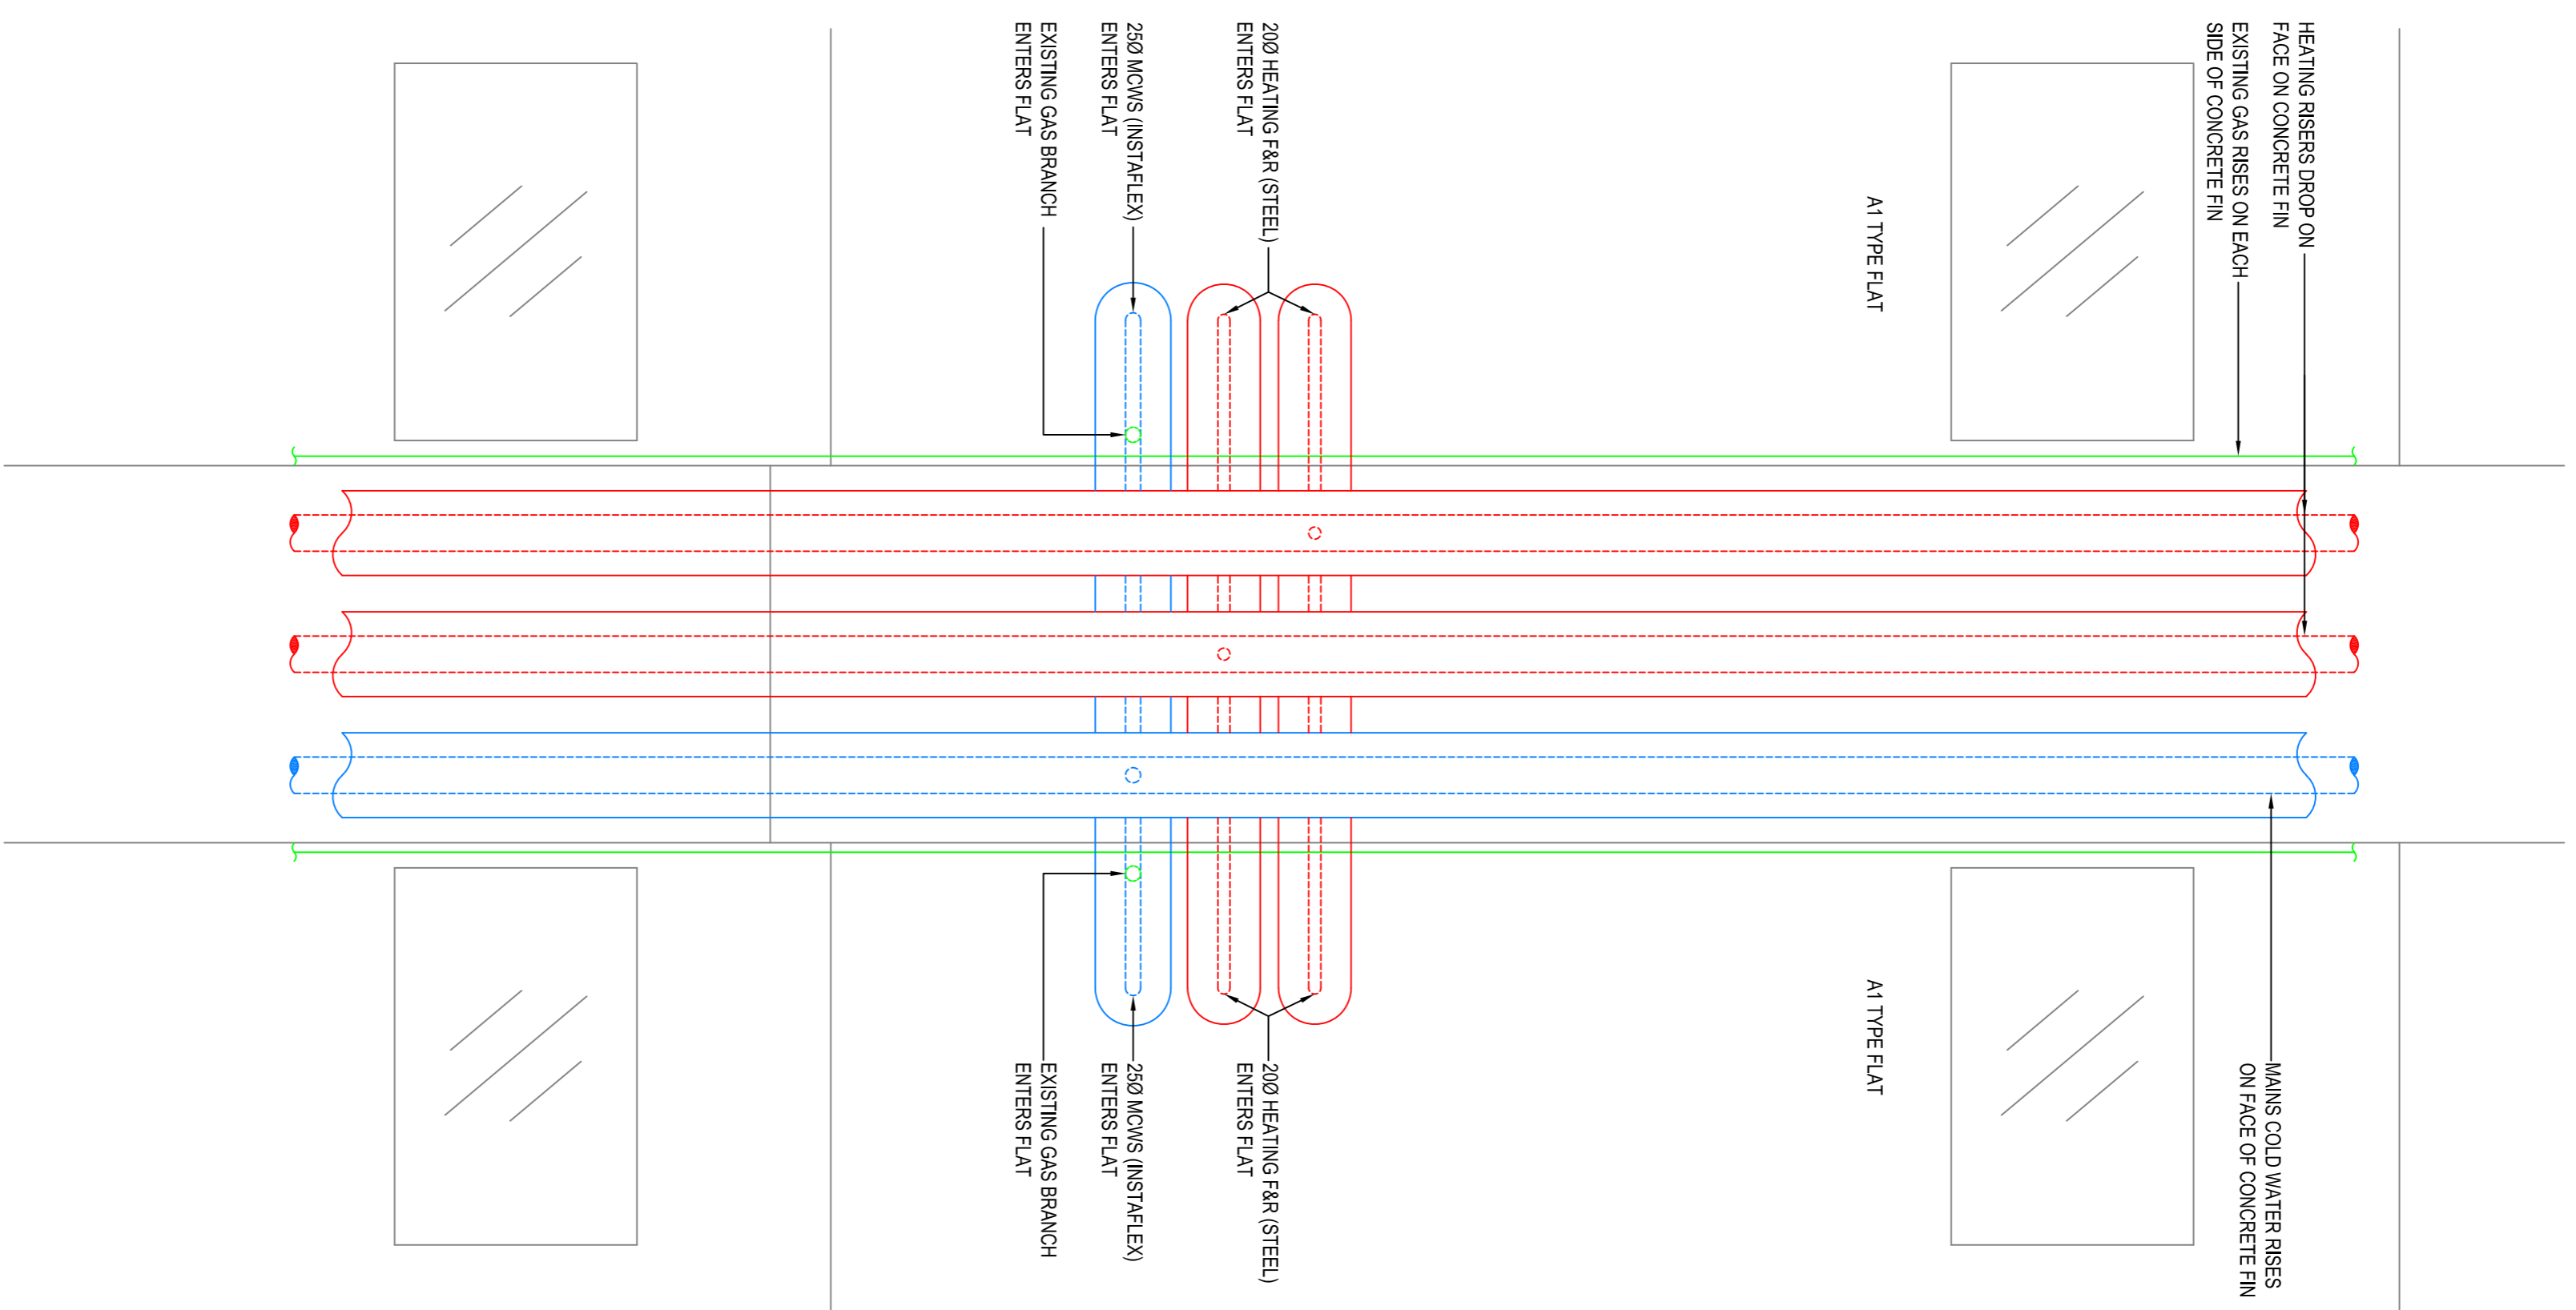 HEATING RISERS DROP ON
FACE ON CONCRETE FIN
EXISTING GAS RISES ON EACH
SIDE OF CONCRETE FIN
A1 TYPE FLAT
20Ø HEATING F&R (STEEL)
ENTERS FLAT
25Ø MCWS (INSTAFLEX)
ENTERS FLAT
EXISTING GAS BRANCH
ENTERS FLAT
MAINS COLD WATER RISES
ON FACE OF CONCRETE FIN
A1 TYPE FLAT
20Ø HEATING F&R (STEEL)
ENTERS FLAT
25Ø MCWS (INSTAFLEX)
ENTERS FLAT
EXISTING GAS BRANCH
ENTERS FLAT